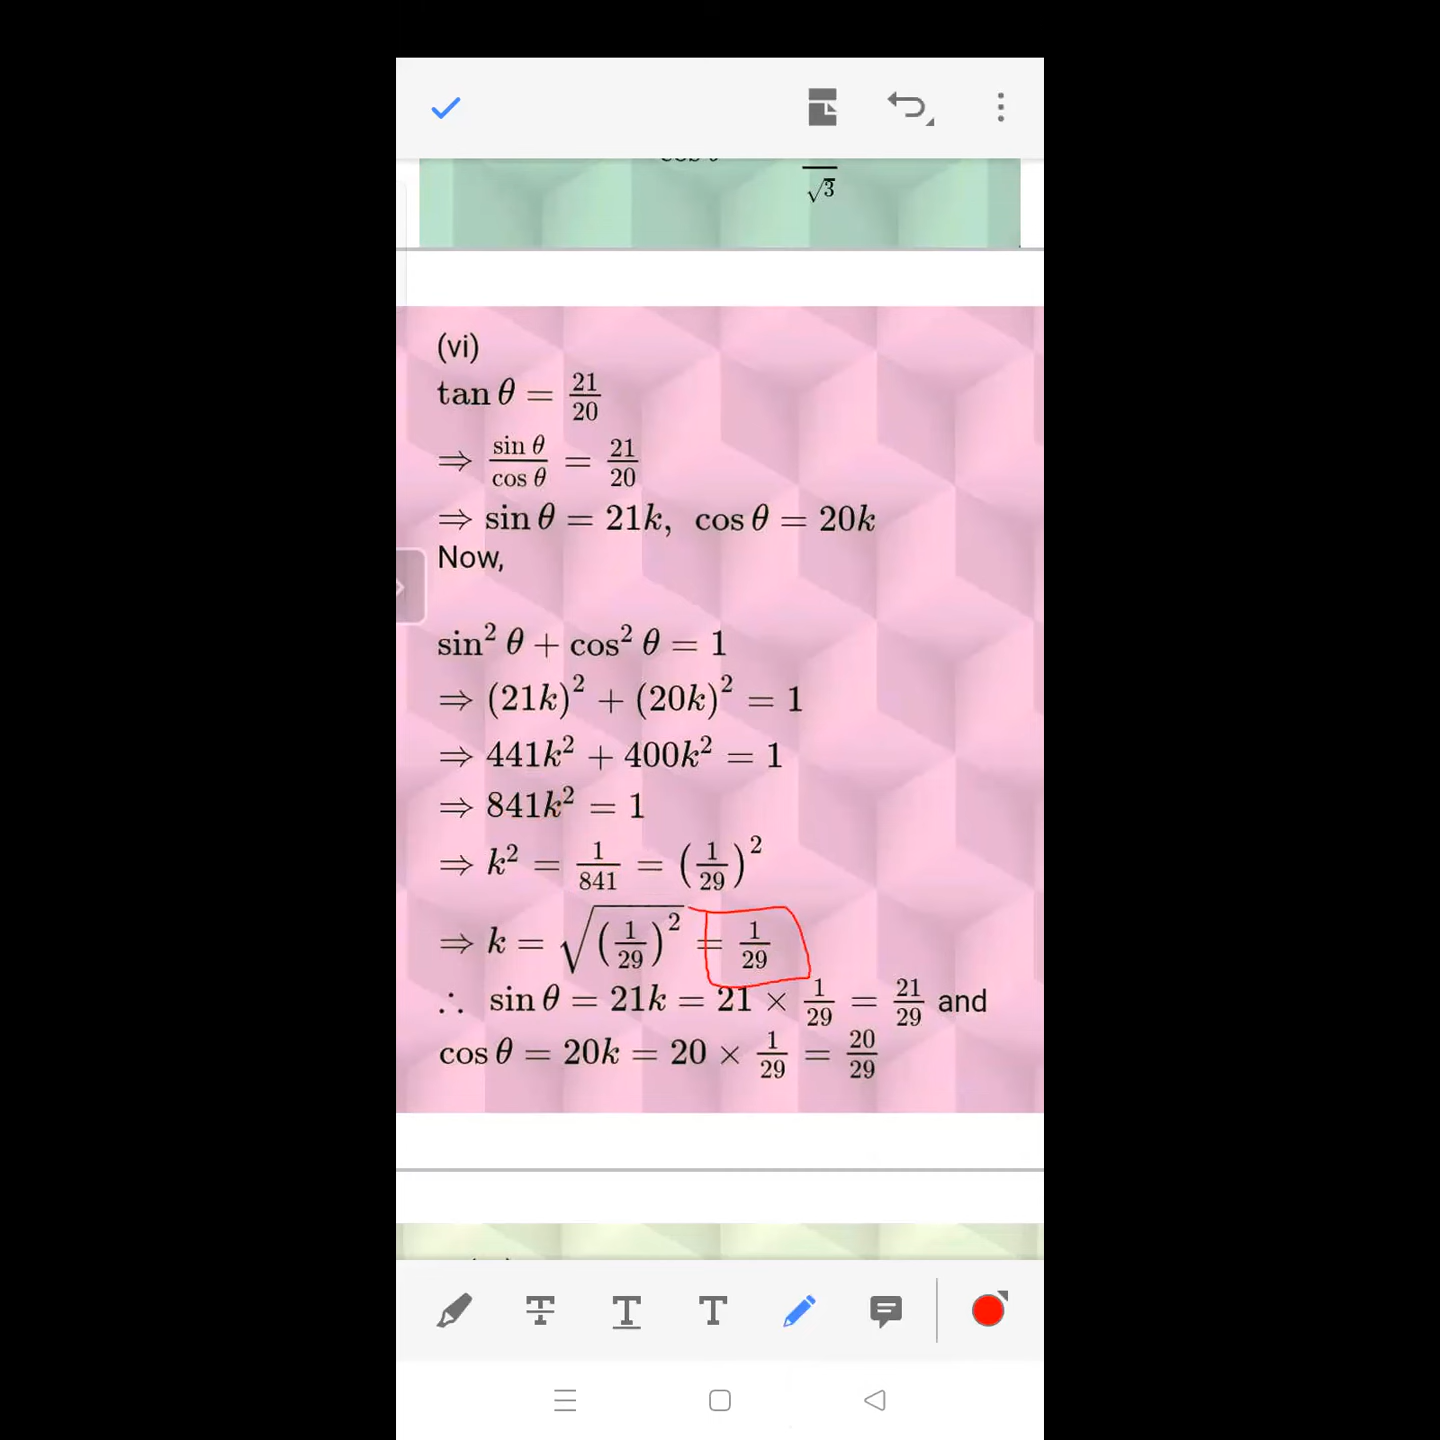 √3
(vi)
tan θ = 21/20
⇒ sin θ/cos θ = 21/20
⇒ sin θ = 21k, cos θ = 20k
Now,
sin² θ + cos² θ = 1
⇒ (21k)² + (20k)² = 1
⇒ 441k² + 400k² = 1
⇒ 841k² = 1
⇒ k² = 1/841 = (1/29)²
⇒ k = √(1/29)² = 1/29
∴ sin θ = 21k = 21 × 1/29 = 21/29 and
cos θ = 20k = 20 × 1/29 = 20/29
T T T